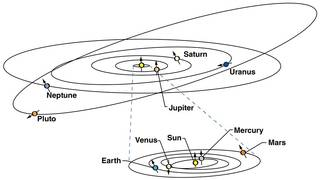 Saturn
Uranus
Neptune
Jupiter
Pluto
Mercury
Sun
Venus
Mars
Earth